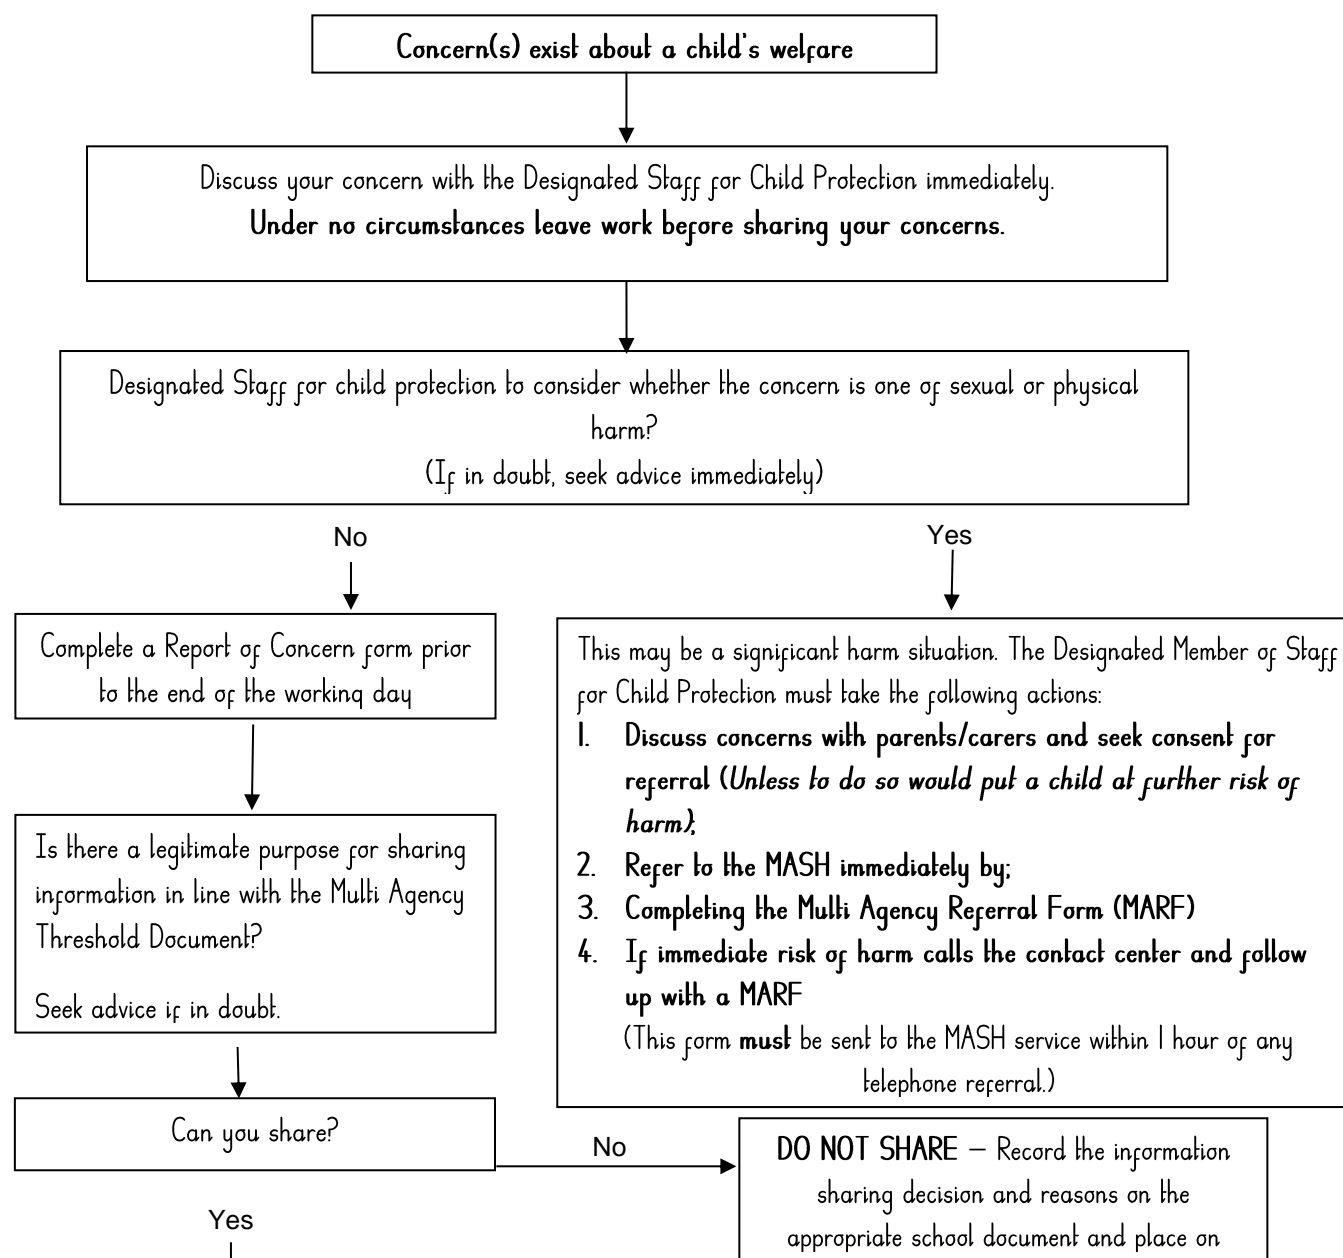 Concern(s) exist about a child's welfare
Discuss your concern with the Designated Staff for Child Protection immediately.
Under no circumstances leave work before sharing your concerns.
Designated Staff for child protection to consider whether the concern is one of sexual or physical
harm?
(If in doubt, seek advice immediately)
No
Yes
Complete a Report of Concern form prior
to the end of the working day
Is there a legitimate purpose for sharing
information in line with the Multi Agency
Threshold Document?
Seek advice if in doubt.
Can you share?
This may be a significant harm situation. The Designated Member of Staff
for Child Protection must take the following actions:
1. Discuss concerns with parents/carers and seek consent for
referral (Unless to do so would put a child at further risk of
harm);
2. Refer to the MASH immediately by;
3. Completing the Multi Agency Referral Form (MARF)
4. If immediate risk of harm calls the contact center and follow
up with a MARF
(This form must be sent to the MASH service within 1 hour of any
telephone referral.)
No
DO NOT SHARE – Record the information
sharing decision and reasons on the
appropriate school document and place on
Yes